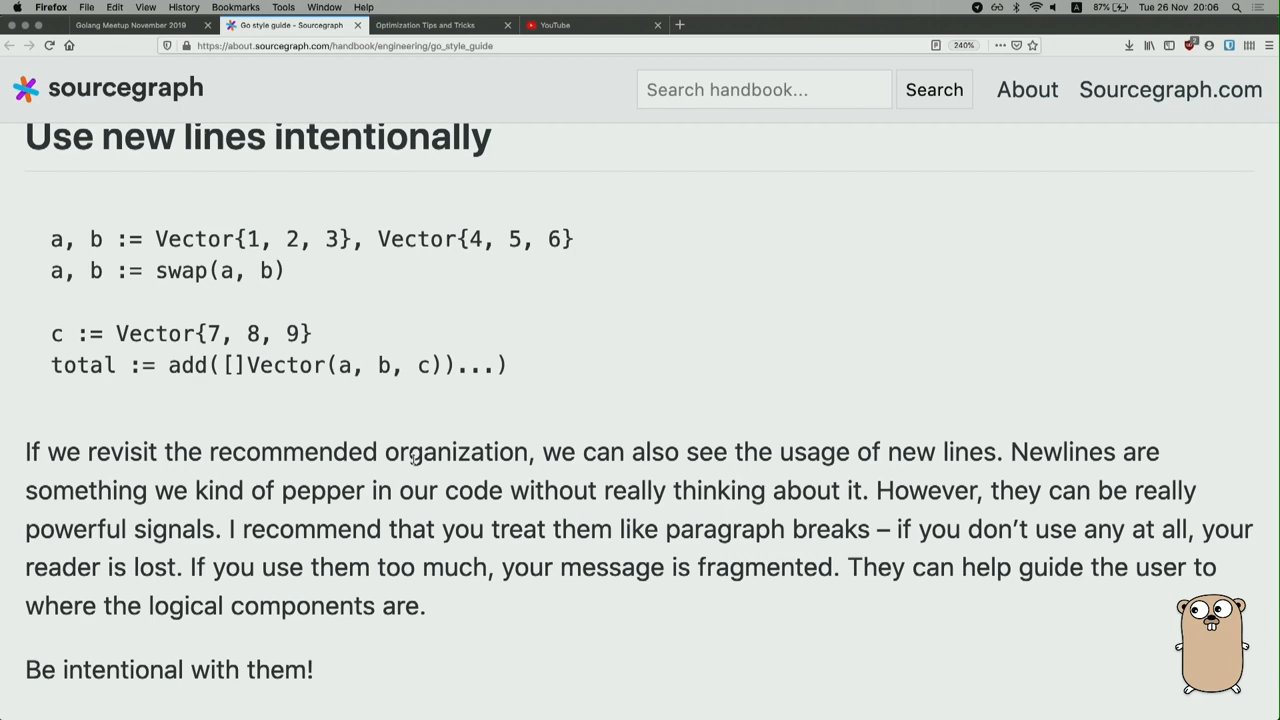 Firefox File Edit View History Bookmarks Tools Window Help 87% Tue 26 Nov 20:06
Golang Meetup November 2019 × Go style guide - Sourcegraph × Optimization Tips and Tricks × YouTube × +
https://about.sourcegraph.com/handbook/engineering/go_style_guide 240%
sourcegraph Search handbook... Search About Sourcegraph.com
Use new lines intentionally
a, b := Vector{1, 2, 3}, Vector{4, 5, 6}
a, b := swap(a, b)
c := Vector{7, 8, 9}
total := add([]Vector(a, b, c))...)
If we revisit the recommended organization, we can also see the usage of new lines. Newlines are
something we kind of pepper in our code without really thinking about it. However, they can be really
powerful signals. I recommend that you treat them like paragraph breaks – if you don’t use any at all, your
reader is lost. If you use them too much, your message is fragmented. They can help guide the user to
where the logical components are.
Be intentional with them!